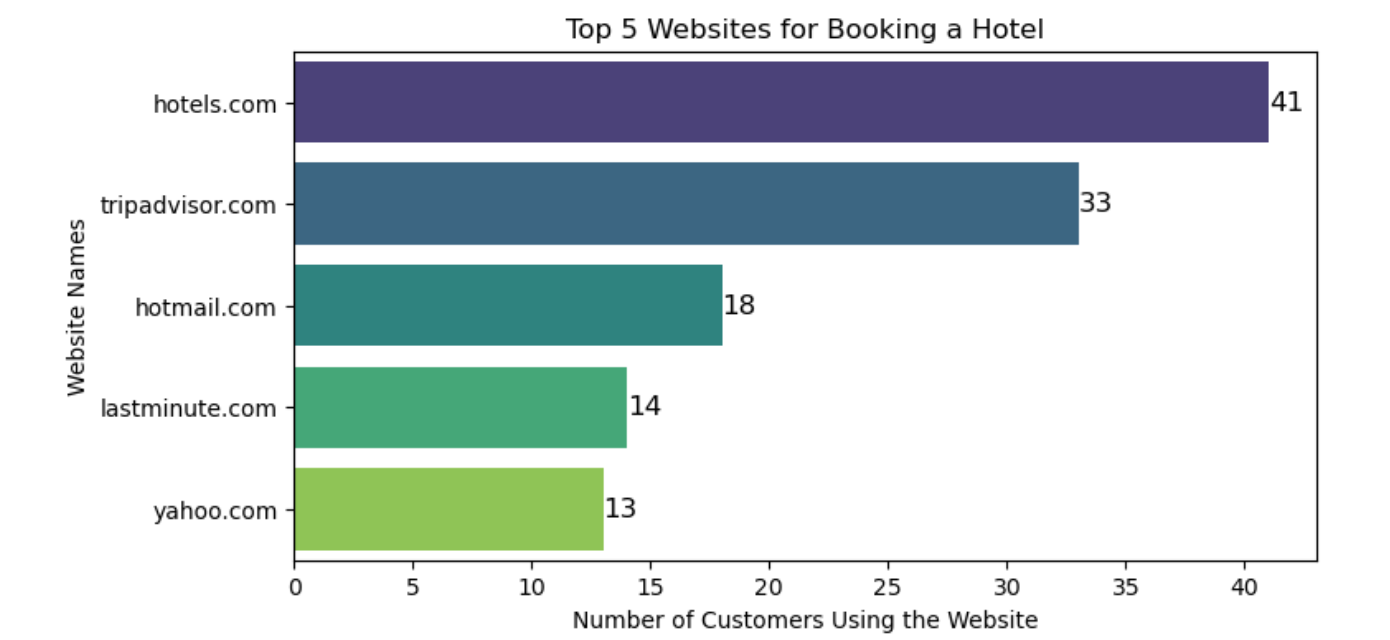 Top 5 Websites for Booking a Hotel
Website Names
hotels.com 41
tripadvisor.com 33
hotmail.com 18
lastminute.com 14
yahoo.com 13
0 5 10 15 20 25 30 35 40
Number of Customers Using the Website